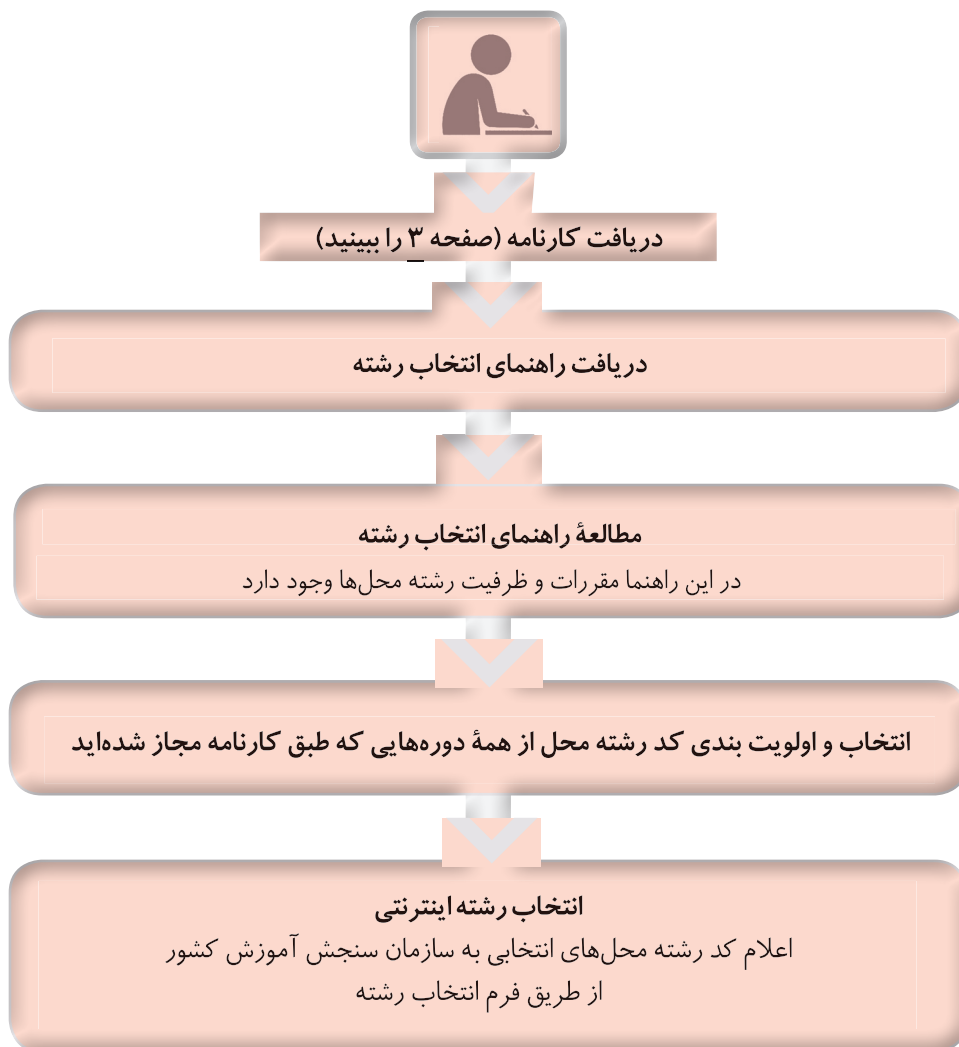 دریافت کارنامه (صفحه ۳ را ببینید)
دریافت راهنمای انتخاب رشته
مطالعهٔ راهنمای انتخاب رشته
در این راهنما مقررات و ظرفیت رشته محل‌ها وجود دارد
انتخاب و اولویت بندی کد رشته محل از همهٔ دوره‌هایی که طبق کارنامه مجاز شده‌اید
انتخاب رشته اینترنتی
اعلام کد رشته محل‌های انتخابی به سازمان سنجش آموزش کشور
از طریق فرم انتخاب رشته